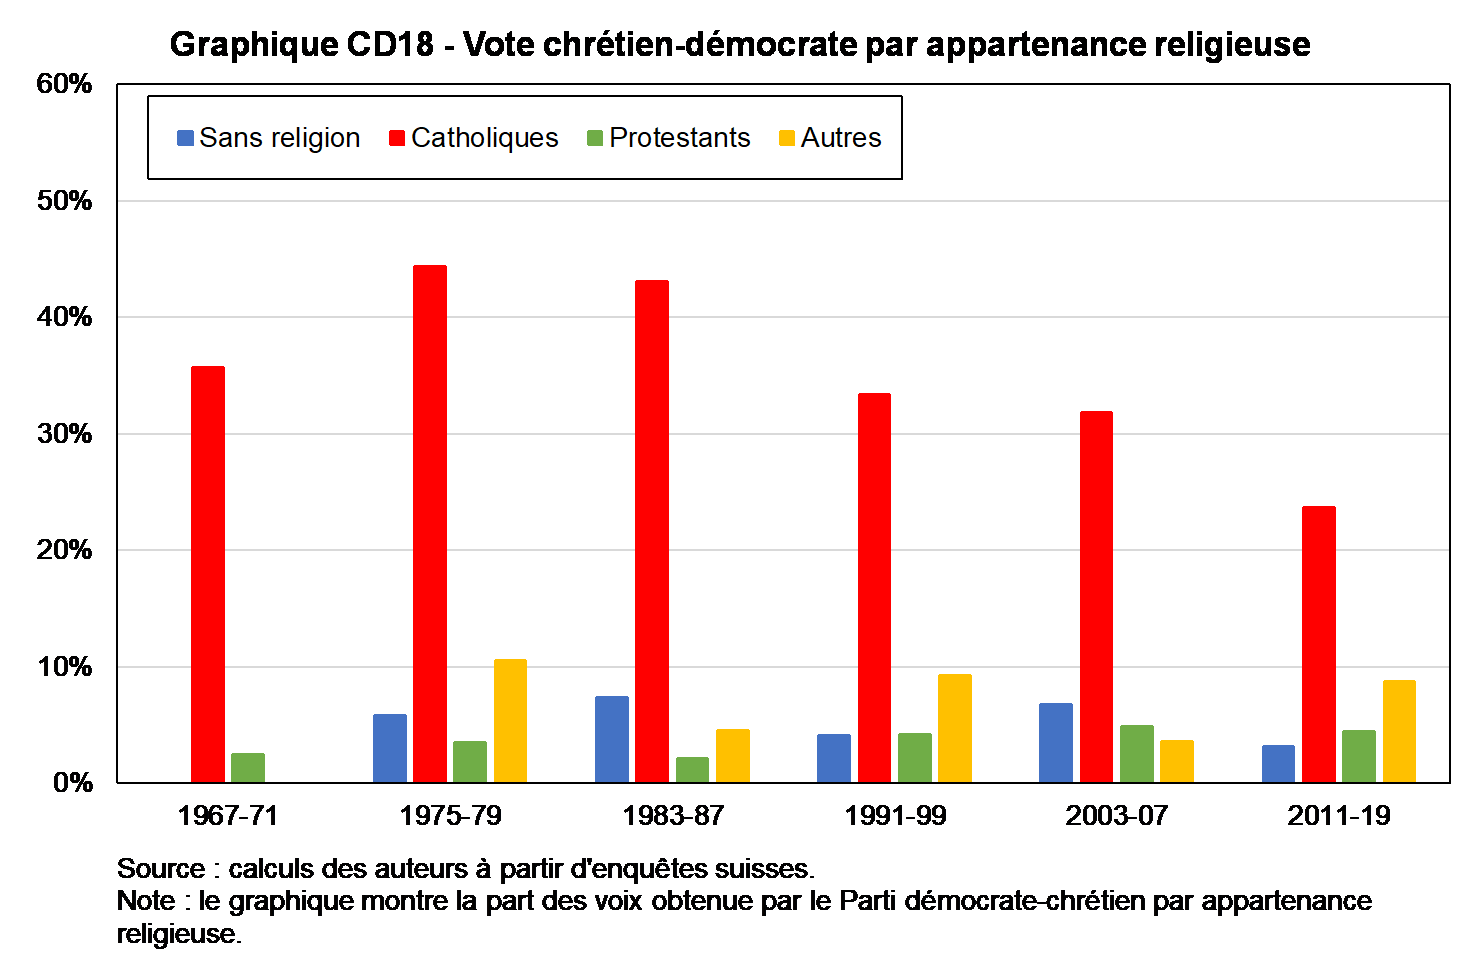 Graphique CD18 - Vote chrétien-démocrate par appartenance religieuse
60%
Sans religion Catholiques Protestants Autres
50%
40%
30%
20%
10%
0%
1967-71 1975-79 1983-87 1991-99 2003-07 2011-19
Source : calculs des auteurs à partir d'enquêtes suisses.
Note : le graphique montre la part des voix obtenue par le Parti démocrate-chrétien par appartenance
religieuse.